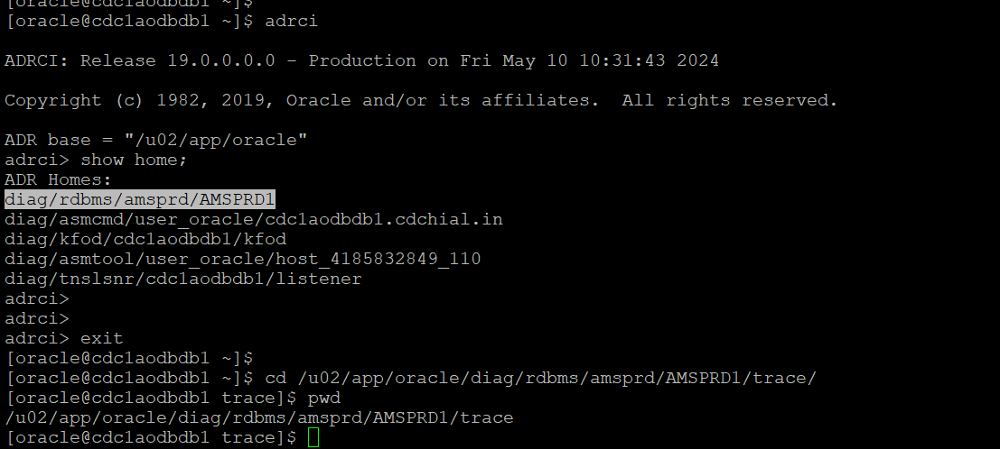 [oracle@cdc1aodbdb1 ~]$
[oracle@cdc1aodbdb1 ~]$ adrci
ADRCI: Release 19.0.0.0.0 - Production on Fri May 10 10:31:43 2024
Copyright (c) 1982, 2019, Oracle and/or its affiliates.  All rights reserved.
ADR base = "/u02/app/oracle"
adrci> show home;
ADR Homes:
diag/rdbms/amsprd/AMSPRD1
diag/asmcmd/user_oracle/cdc1aodbdb1.cdchial.in
diag/kfod/cdc1aodbdb1/kfod
diag/asmtool/user_oracle/host_4185832849_110
diag/tnslsnr/cdc1aodbdb1/listener
adrci>
adrci>
adrci> exit
[oracle@cdc1aodbdb1 ~]$
[oracle@cdc1aodbdb1 ~]$ cd /u02/app/oracle/diag/rdbms/amsprd/AMSPRD1/trace/
[oracle@cdc1aodbdb1 trace]$ pwd
/u02/app/oracle/diag/rdbms/amsprd/AMSPRD1/trace
[oracle@cdc1aodbdb1 trace]$